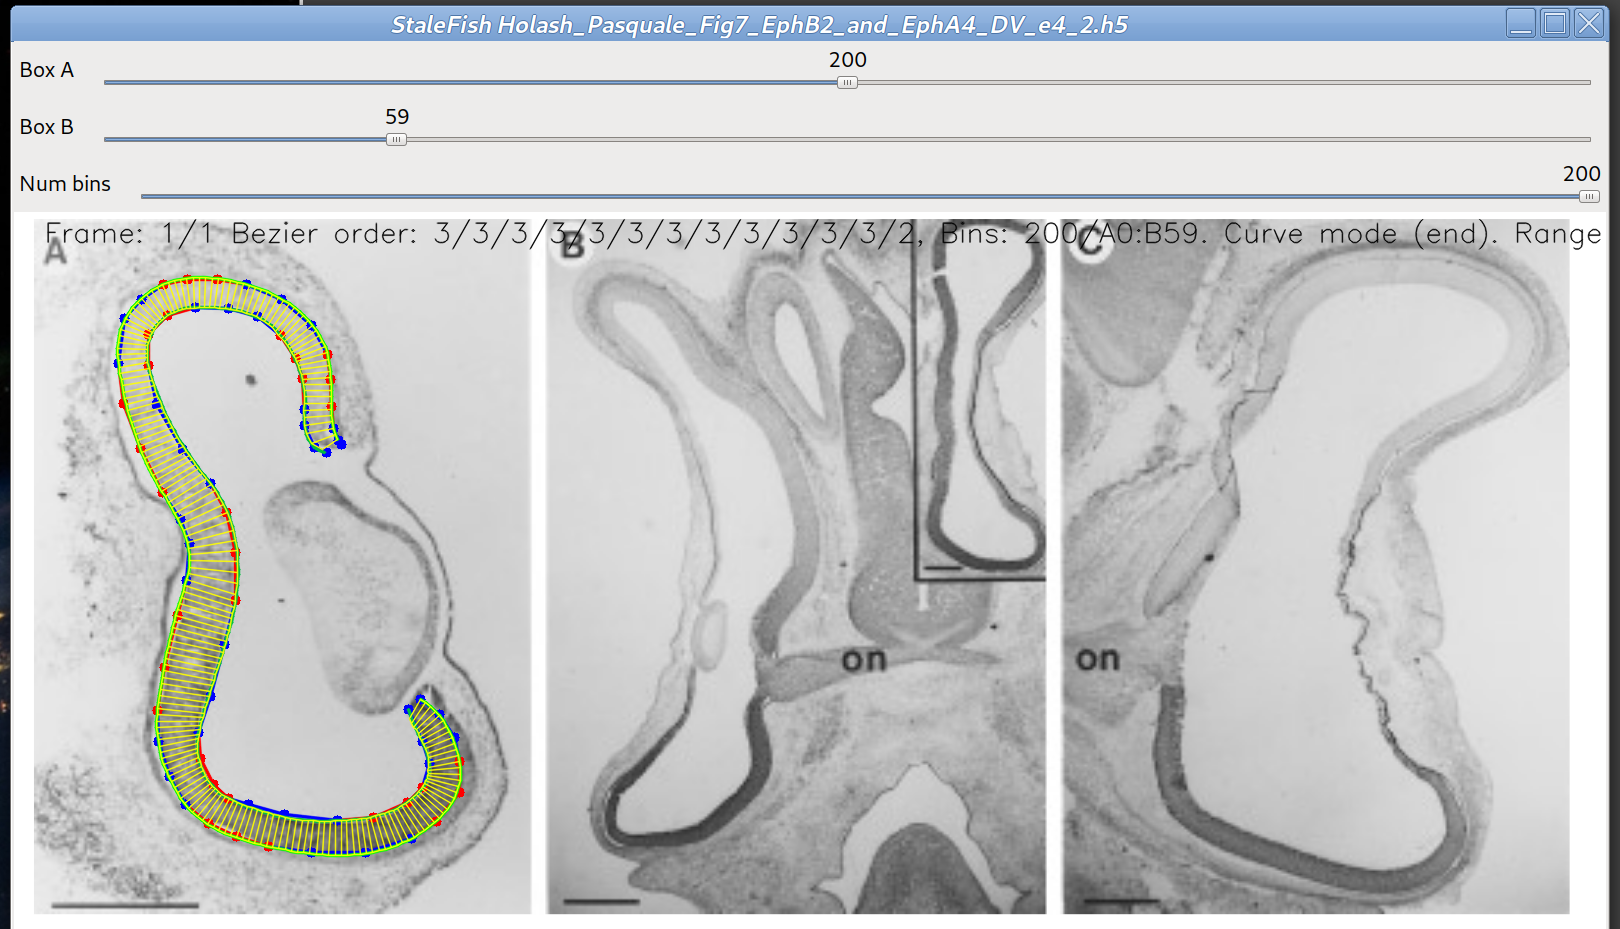 StaleFish Holash_Pasquale_Fig7_EphB2_and_EphA4_DV_e4_2.h5
Box A 200
Box B 59
Num bins 200
Frame: 1/1 Bezier order: 3/3/3/3/3/3/3/3/3/3/3/3/2, Bins: 200/A0:B59. Curve mode (end). Range
A B C
on on